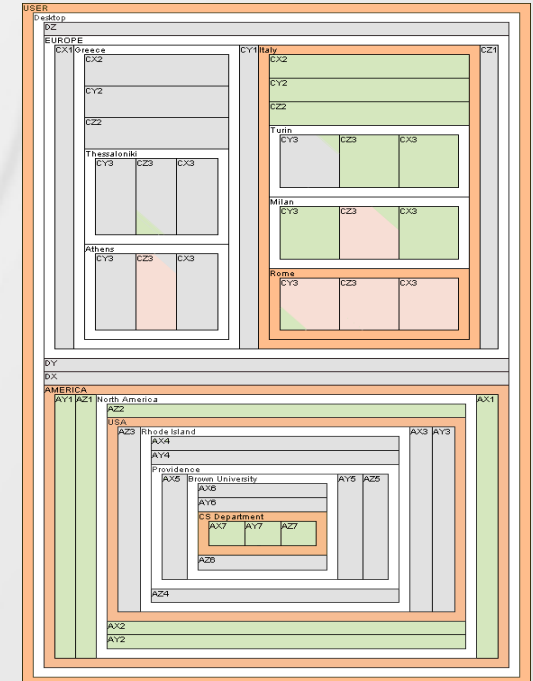 USER
Desktop
DZ
EUROPE
CX1 Greece CY1 Italy CZ1
CX2 CX2
CY2 CY2
CZ2 CZ2
Turin
CY3 CZ3 CX3
Thessaloniki
CY3 CZ3 CX3
Milan
CY3 CZ3 CX3
Athens
CY3 CZ3 CX3
Rome
CY3 CZ3 CX3
DY
DX
AMERICA
AY1 AZ1 North America AX1
AZ2
USA
AZ3 Rhode Island AX3 AY3
AX4
AY4
Providence
AX5 Brown University AY5 AZ5
AX6
AY6
CS Department
AX7 AY7 AZ7
AZ6
AZ4
AX2
AY2